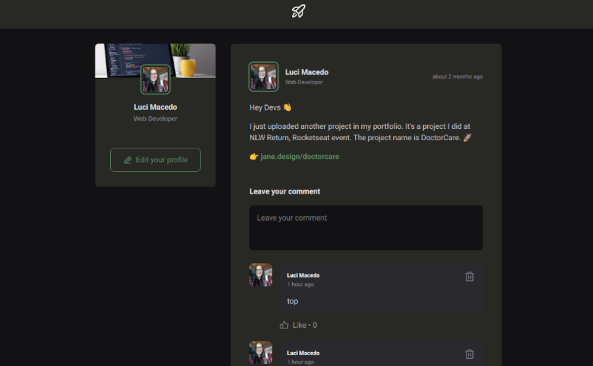 Luci Macedo
Web Developer
Edit your profile
Luci Macedo
Web Developer
about 2 months ago
Hey Devs 👋
I just uploaded another project in my portfolio. It's a project I did at
NLW Return, Rocketseat event. The project name is DoctorCare. 🚀
👉 jane.design/doctorcare
Leave your comment
Leave your comment
Luci Macedo
1 hour ago
top
Like • 0
Luci Macedo
1 hour ago